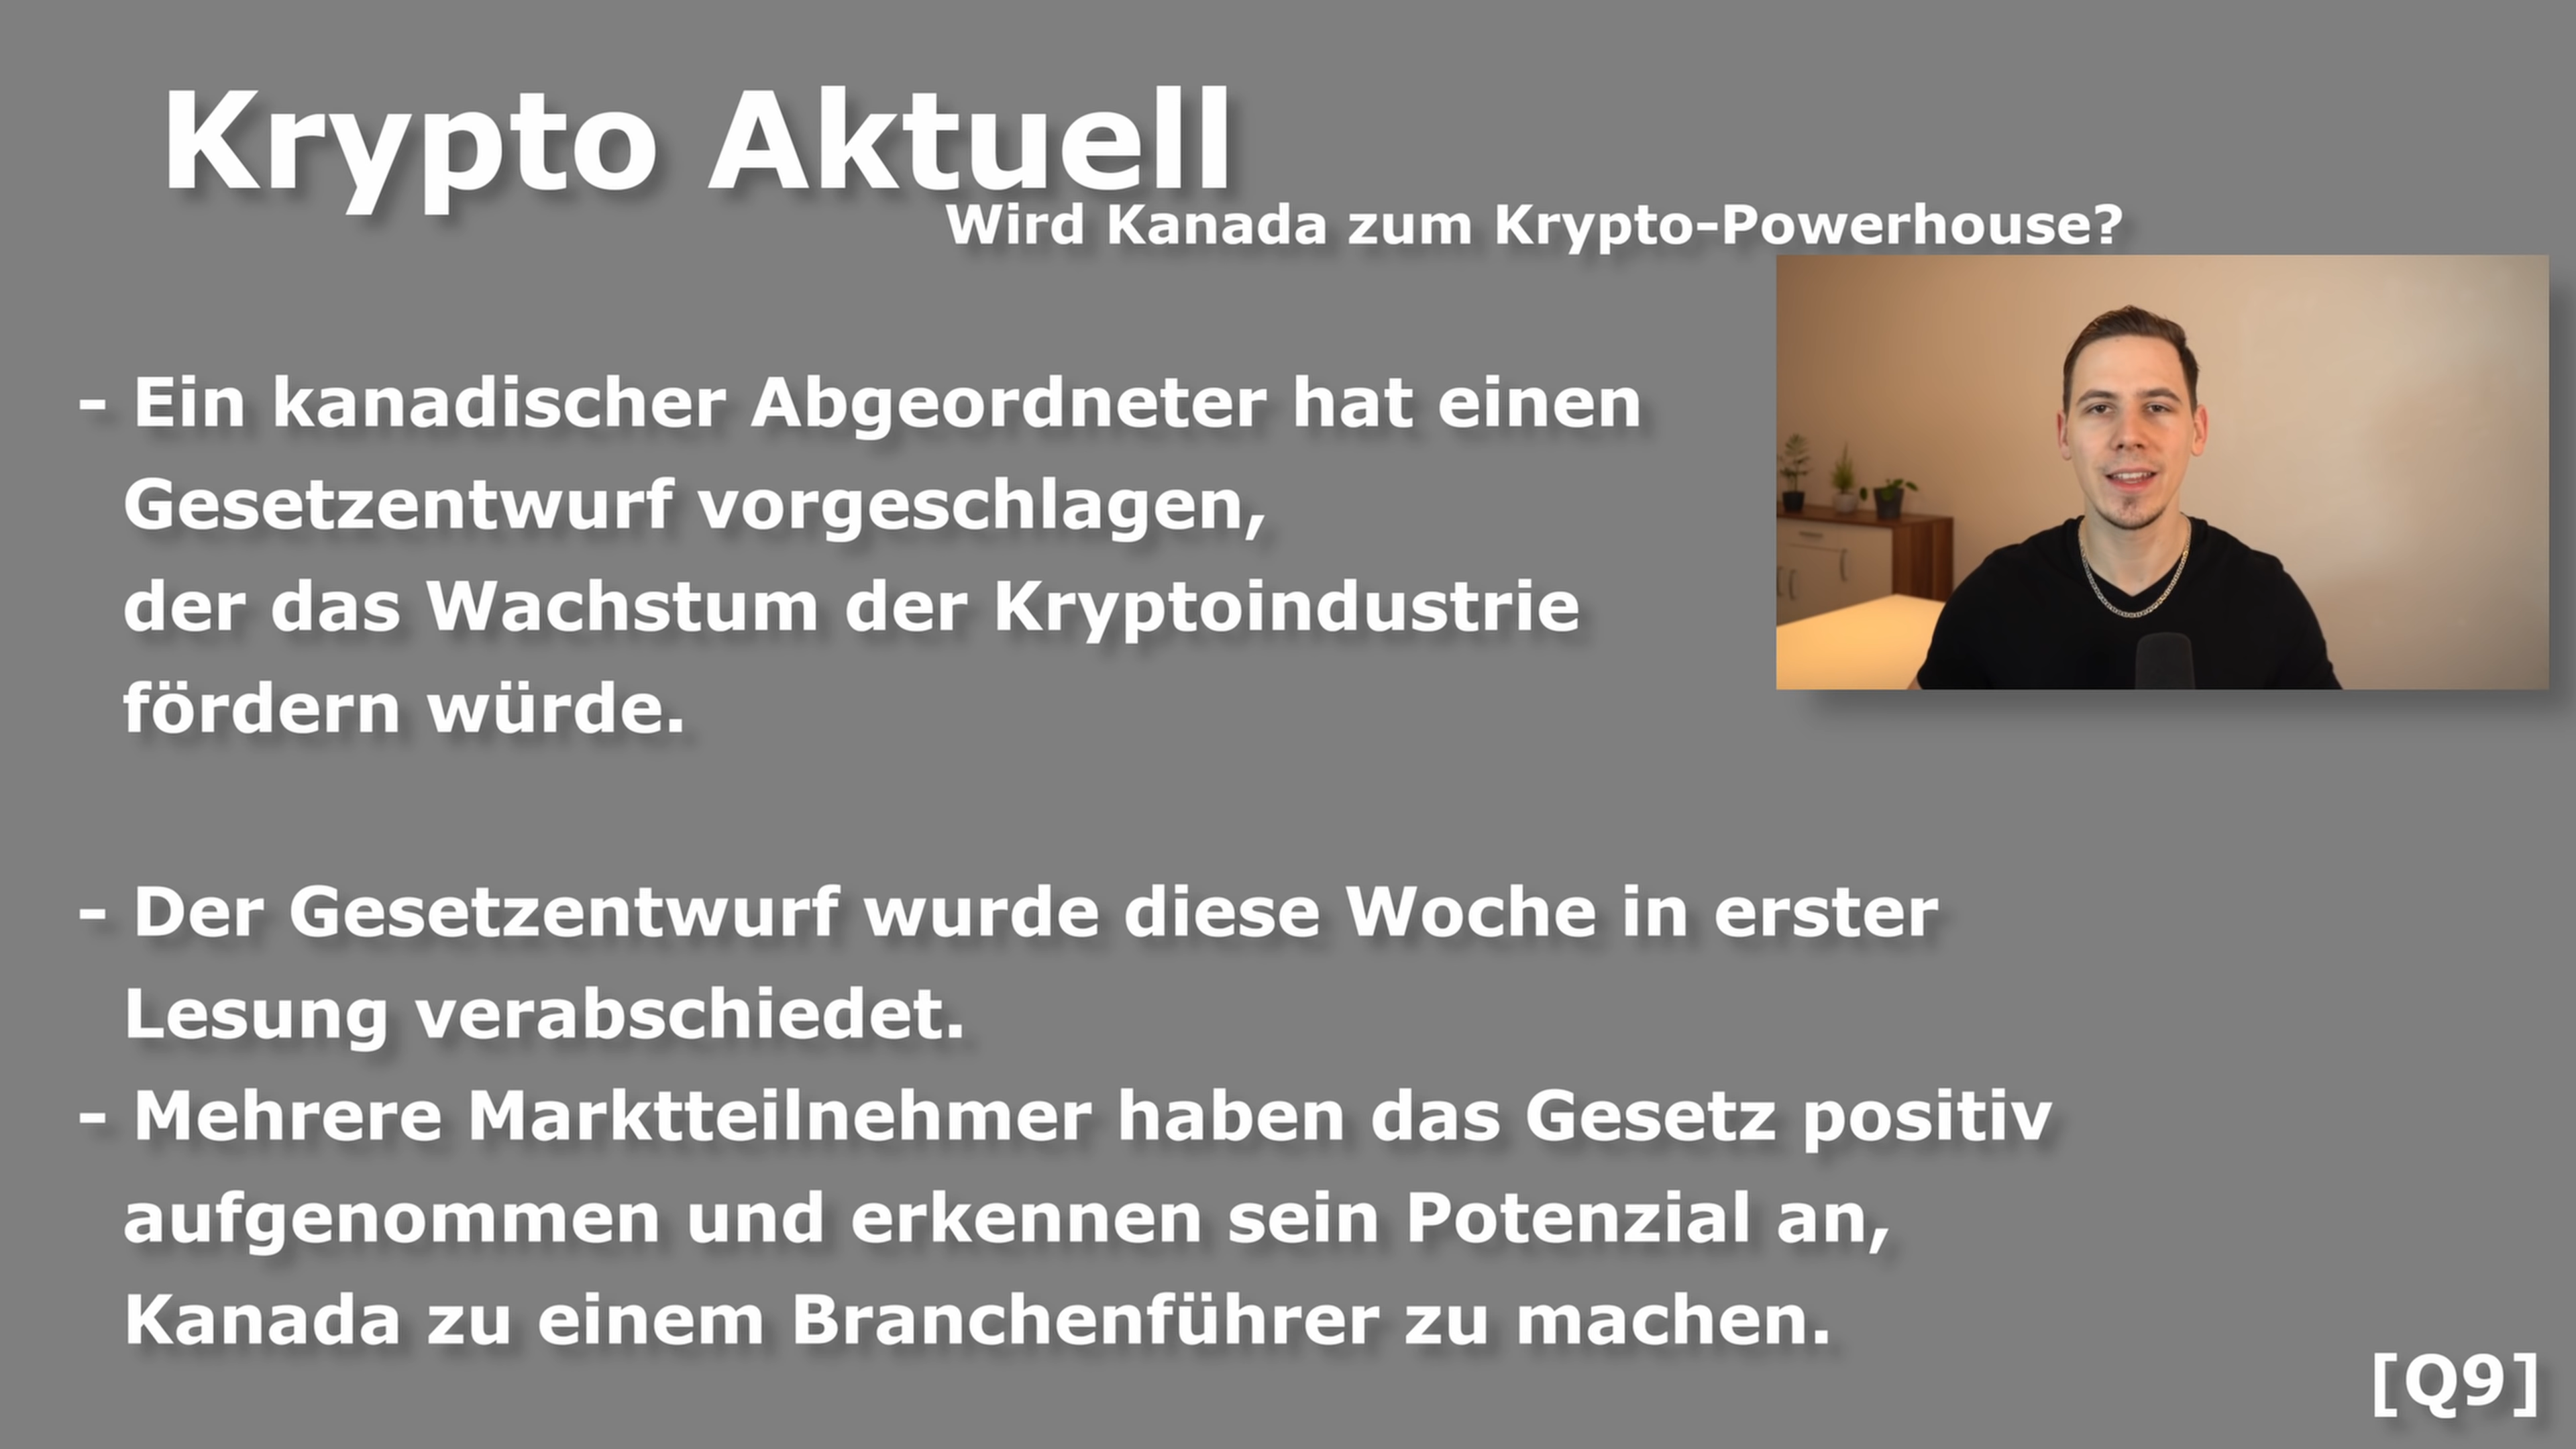 Krypto Aktuell
Wird Kanada zum Krypto-Powerhouse?
- Ein kanadischer Abgeordneter hat einen
Gesetzentwurf vorgeschlagen,
der das Wachstum der Kryptoindustrie
fördern würde.
- Der Gesetzentwurf wurde diese Woche in erster
Lesung verabschiedet.
- Mehrere Marktteilnehmer haben das Gesetz positiv
aufgenommen und erkennen sein Potenzial an,
Kanada zu einem Branchenführer zu machen.
[Q9]